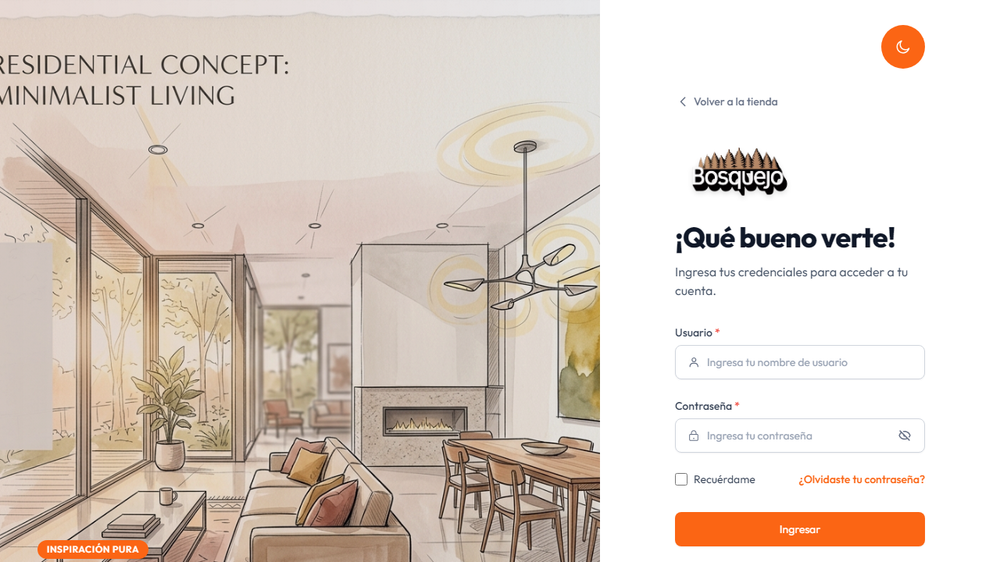 RESIDENTIAL CONCEPT:
MINIMALIST LIVING
INSPIRACIÓN PURA
Volver a la tienda
Bosquejo
¡Qué bueno verte!
Ingresa tus credenciales para acceder a tu
cuenta.
Usuario *
Ingresa tu nombre de usuario
Contraseña *
Ingresa tu contraseña
Recuérdame
¿Olvidaste tu contraseña?
Ingresar